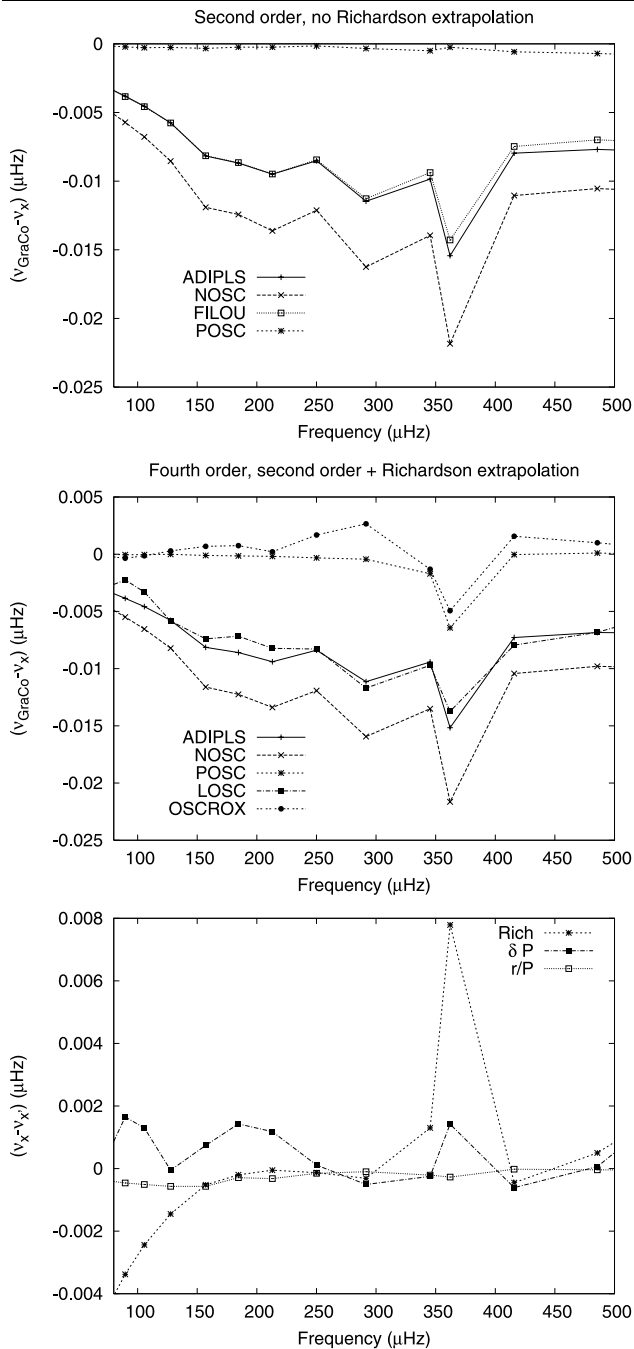 Second order, no Richardson extrapolation
0
-0.005
-0.01
-0.015
-0.02
-0.025
(νGraCo-νx) (μHz)
ADIPLS
NOSC
FILOU
POSC
100 150 200 250 300 350 400 450 500
Frequency (μHz)
Fourth order, second order + Richardson extrapolation
0.005
0
-0.005
-0.01
-0.015
-0.02
-0.025
(νGraCo-νx) (μHz)
ADIPLS
NOSC
POSC
LOSC
OSCROX
100 150 200 250 300 350 400 450 500
Frequency (μHz)
0.008
0.006
0.004
0.002
0
-0.002
-0.004
(νx-νx') (μHz)
Rich
δ P
r/P
100 150 200 250 300 350 400 450 500
Frequency (μHz)